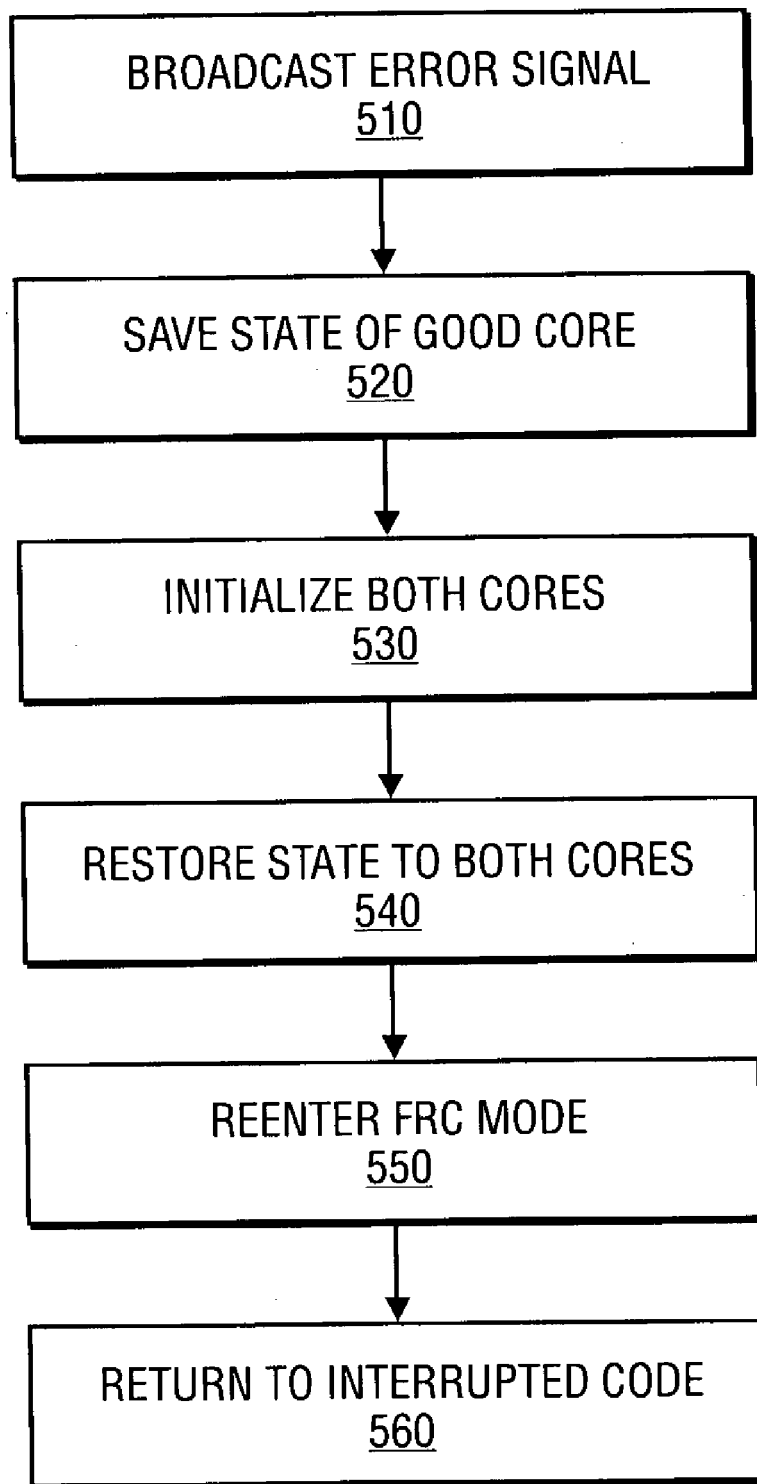 BROADCAST ERROR SIGNAL
510
SAVE STATE OF GOOD CORE
520
INITIALIZE BOTH CORES
530
RESTORE STATE TO BOTH CORES
540
REENTER FRC MODE
550
RETURN TO INTERRUPTED CODE
560